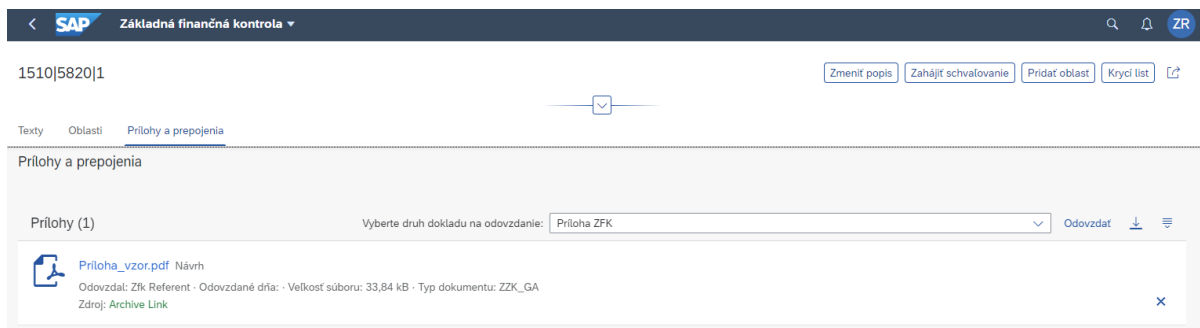 SAP Základná finančná kontrola ZR
1510|5820|1 Zmeniť popis Zahájiť schvaľovanie Pridať oblast Krycí list
Texty Oblasti Prílohy a prepojenia
Prílohy a prepojenia
Prílohy (1) Vyberte druh dokladu na odovzdanie: Príloha ZFK Odovzdať
Príloha_vzor.pdf Návrh
Odovzdal: Zfk Referent · Odovzdané dňa: · Veľkosť súboru: 33,84 kB · Typ dokumentu: ZZK_GA
Zdroj: Archive Link